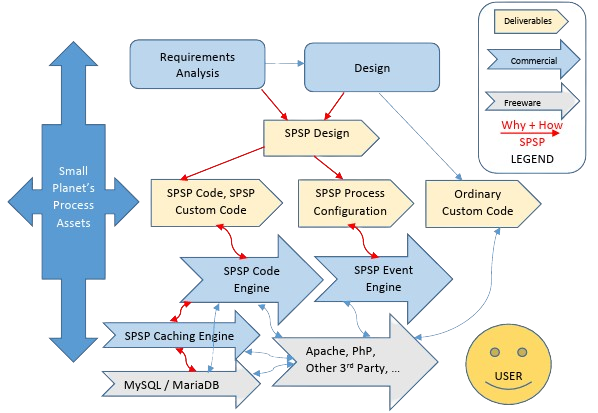 Requirements
Analysis
Design
Deliverables
Commercial
Freeware
Why + How
SPSP
LEGEND
SPSP Design
Small
Planet's
Process
Assets
SPSP Code, SPSP
Custom Code
SPSP Process
Configuration
Ordinary
Custom Code
SPSP Code
Engine
SPSP Event
Engine
SPSP Caching Engine
MySQL / MariaDB
Apache, PhP,
Other 3rd Party, ...
USER